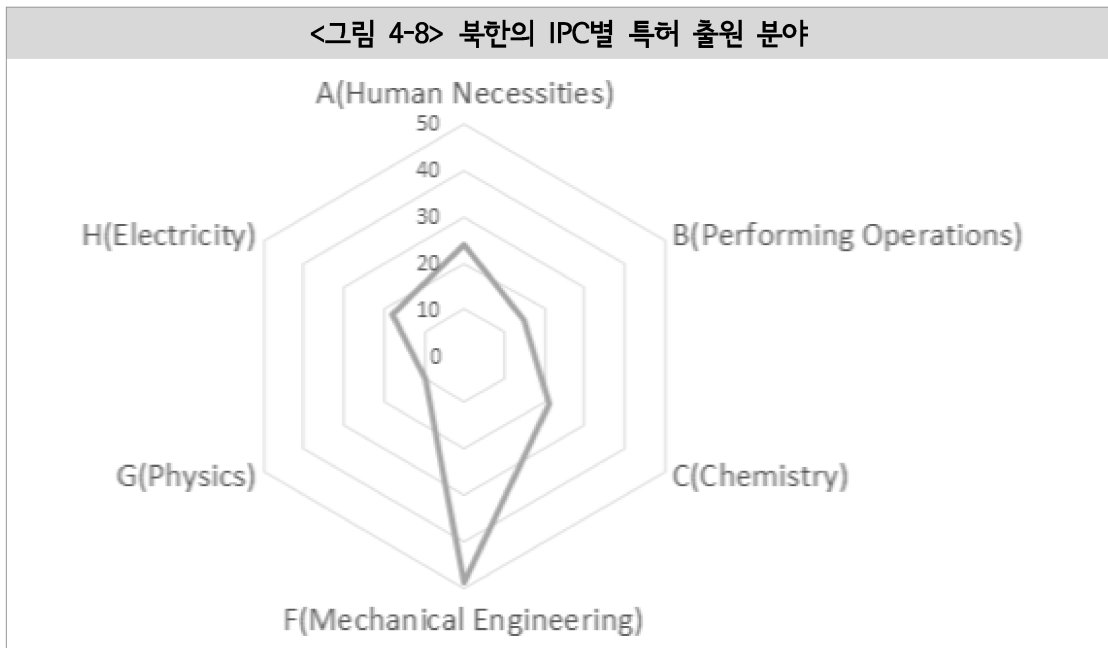 <그림 4-8> 북한의 IPC별 특허 출원 분야
A(Human Necessities)
50
40
30
20
10
0
H(Electricity)
B(Performing Operations)
G(Physics)
C(Chemistry)
F(Mechanical Engineering)